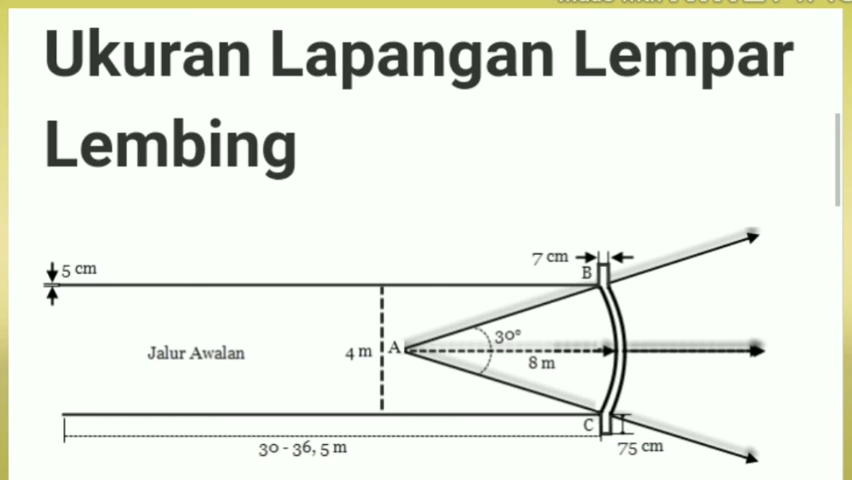 Ukuran Lapangan Lempar
Lembing
7 cm
B
5 cm
30°
Jalur Awalan
4 m
A
8 m
C
30 - 36, 5 m
75 cm